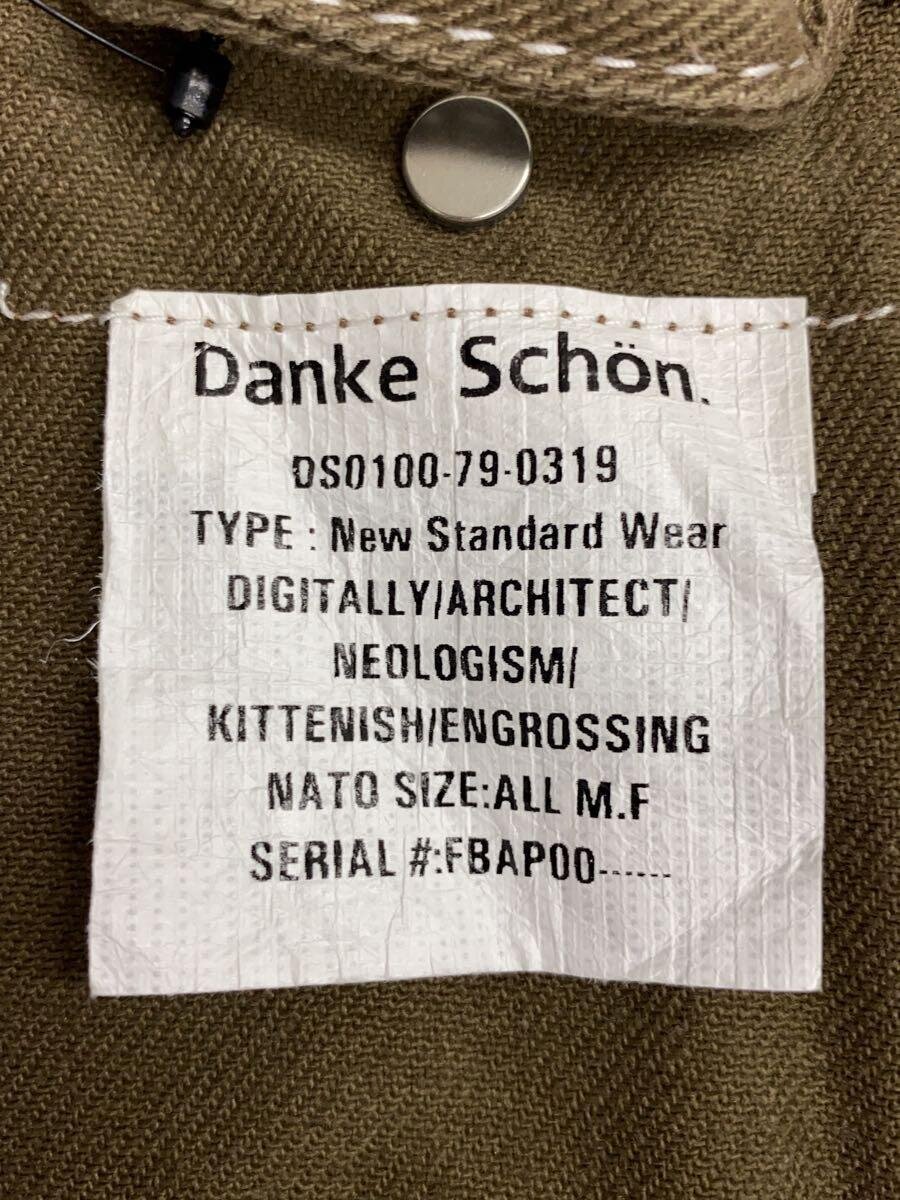 Danke Schön.
DS0100-79-0319
TYPE : New Standard Wear
DIGITALLY/ARCHITECT/
NEOLOGISM/
KITTENISH/ENGROSSING
NATO SIZE:ALL M.F
SERIAL #:FBAP00------